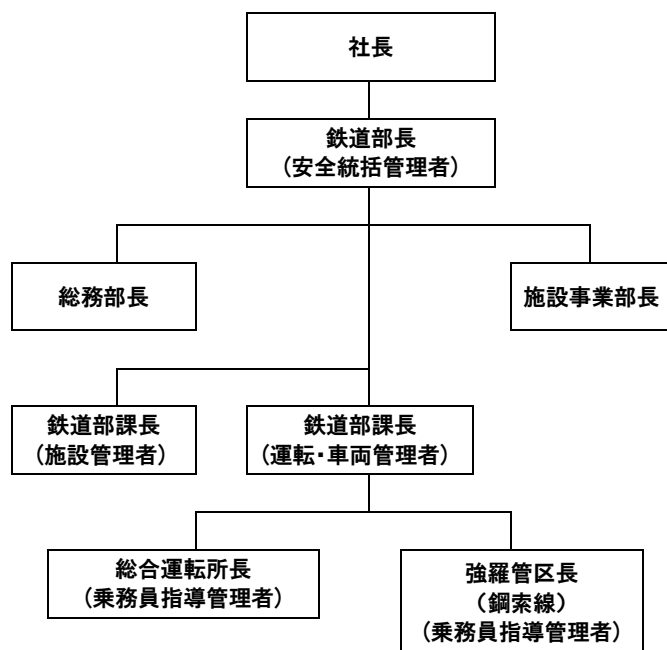 社長
鉄道部長
（安全統括管理者）
総務部長
施設事業部長
鉄道部課長
（施設管理者）
鉄道部課長
（運転・車両管理者）
総合運転所長
（乗務員指導管理者）
強羅管区長
（鋼索線）
（乗務員指導管理者）